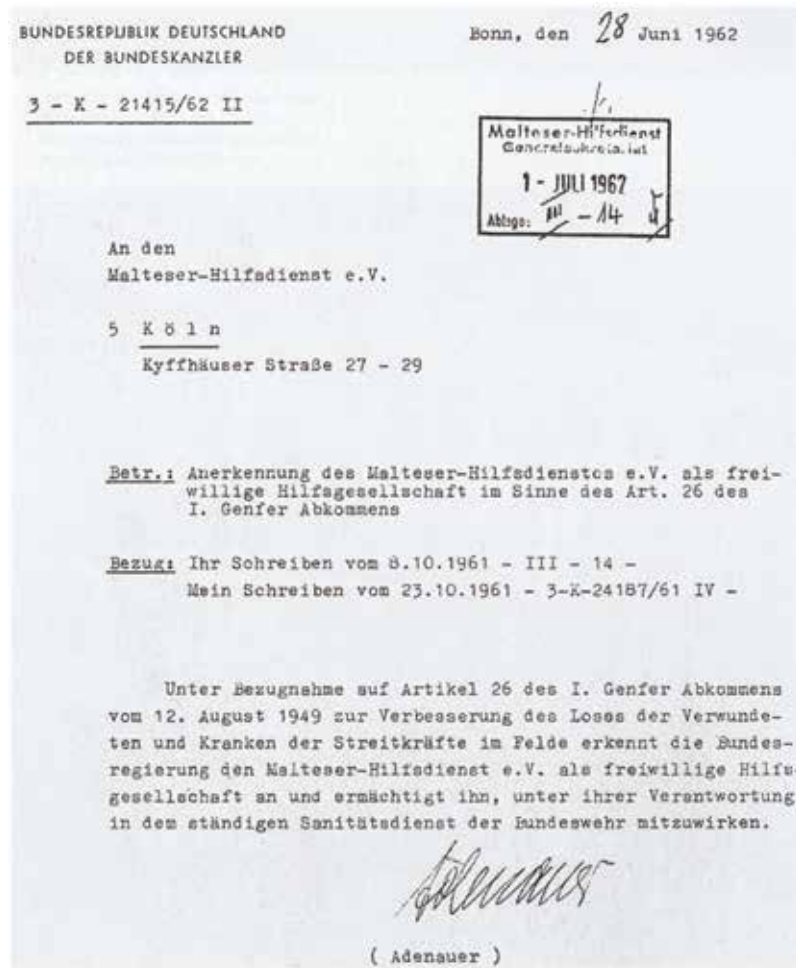 BUNDESREPUBLIK DEUTSCHLAND
DER BUNDESKANZLER
Bonn, den 28 Juni 1962
3 - K - 21415/62 II
Malteser-Hilfsdienst
Generalsekretariat
1 - JULI 1962
Ablage: III - 14
An den
Malteser-Hilfsdienst e.V.
5 Köln
Kyffhäuser Straße 27 - 29
Betr.: Anerkennung des Malteser-Hilfsdienstes e.V. als frei-
willige Hilfsgesellschaft im Sinne des Art. 26 des
I. Genfer Abkommens
Bezug: Ihr Schreiben vom 8.10.1961 - III - 14 -
Mein Schreiben vom 23.10.1961 - 3-K-24187/61 IV -
Unter Bezugnahme auf Artikel 26 des I. Genfer Abkommens
vom 12. August 1949 zur Verbesserung des Loses der Verwunde-
ten und Kranken der Streitkräfte im Felde erkennt die Bundes-
regierung den Malteser-Hilfsdienst e.V. als freiwillige Hilfs-
gesellschaft an und ermächtigt ihn, unter ihrer Verantwortung
in dem ständigen Sanitätsdienst der Bundeswehr mitzuwirken.
Adenauer
( Adenauer )